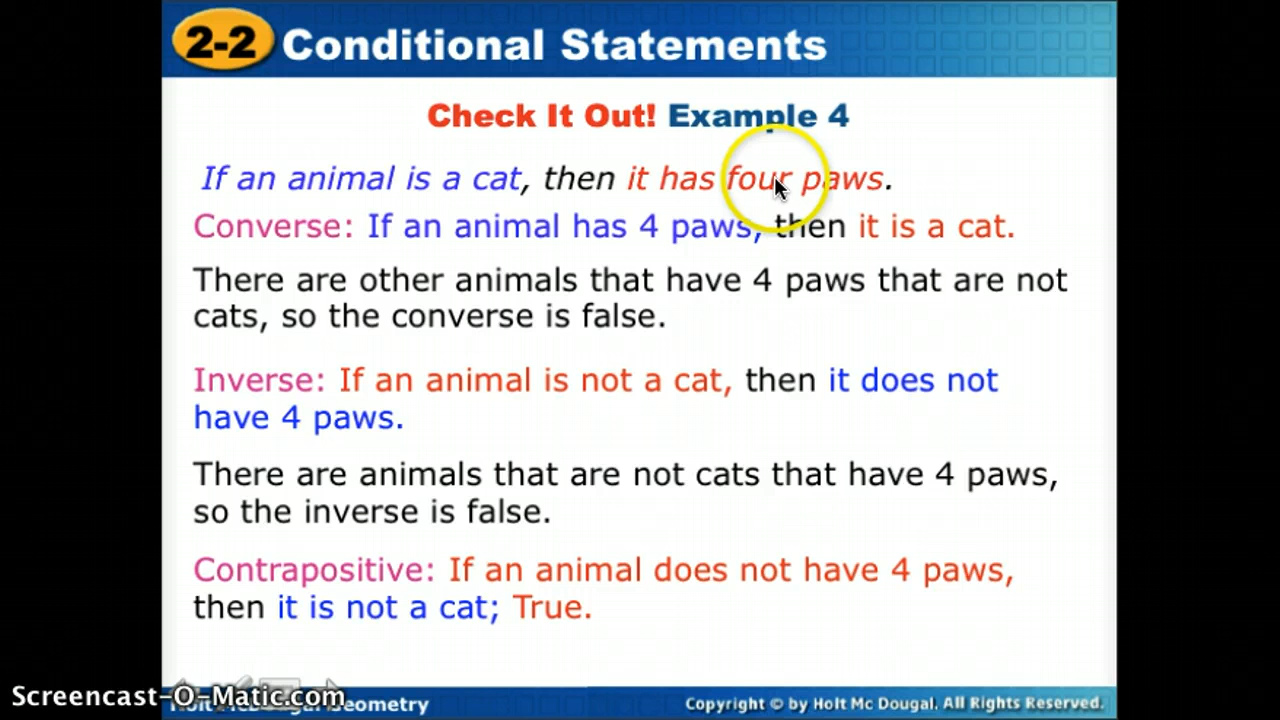 2-2 Conditional Statements
Check It Out! Example 4
If an animal is a cat, then it has four paws.
Converse: If an animal has 4 paws, then it is a cat.
There are other animals that have 4 paws that are not
cats, so the converse is false.
Inverse: If an animal is not a cat, then it does not
have 4 paws.
There are animals that are not cats that have 4 paws,
so the inverse is false.
Contrapositive: If an animal does not have 4 paws,
then it is not a cat; True.
Screencast-O-Matic.com
Holt McDougal Geometry
Copyright © by Holt Mc Dougal. All Rights Reserved.